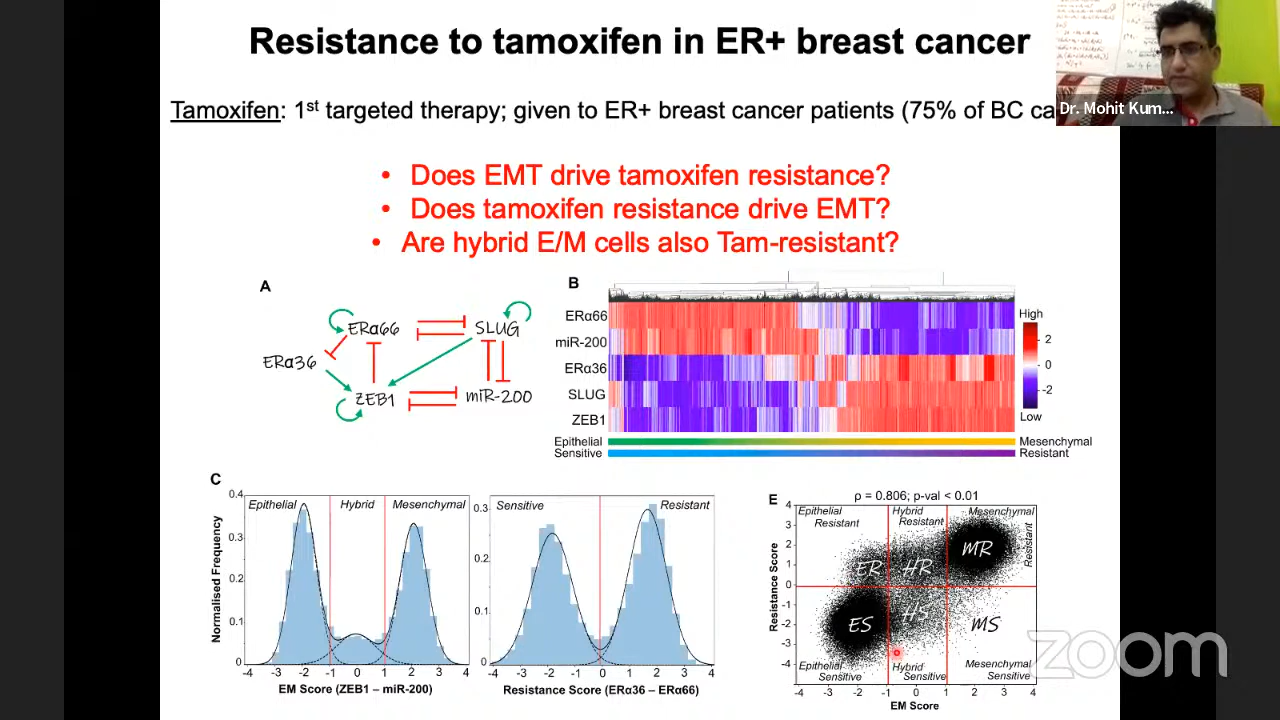 Resistance to tamoxifen in ER+ breast cancer
Dr. Mohit Kum...
Tamoxifen: 1st targeted therapy; given to ER+ breast cancer patients (75% of BC ca
• Does EMT drive tamoxifen resistance?
• Does tamoxifen resistance drive EMT?
• Are hybrid E/M cells also Tam-resistant?
A
ERα66
SLUG
ERα36
ZEB1
miR-200
B
ERα66
miR-200
ERα36
SLUG
ZEB1
High
2
0
-2
Low
Epithelial
Mesenchymal
Sensitive
Resistant
C
Normalised Frequency
0.4
0.3
0.2
0.1
0
Epithelial
Hybrid
Mesenchymal
-3 -2 -1 0 1 2 3 4
EM Score (ZEB1 – miR-200)
0.3
0.2
0.1
0
Sensitive
Resistant
-4 -3 -2 -1 0 1 2 3 4
Resistance Score (ERα36 – ERα66)
E
ρ = 0.806; p-val < 0.01
Resistance Score
4
3
2
1
0
-1
-2
-3
-4
Epithelial
Resistant
Hybrid
Resistant
Mesenchymal
Resistant
ER
HR
MR
ES
HS
MS
Epithelial
Sensitive
Hybrid
Sensitive
Mesenchymal
Sensitive
-4 -3 -2 -1 0 1 2 3 4
EM Score
zoom